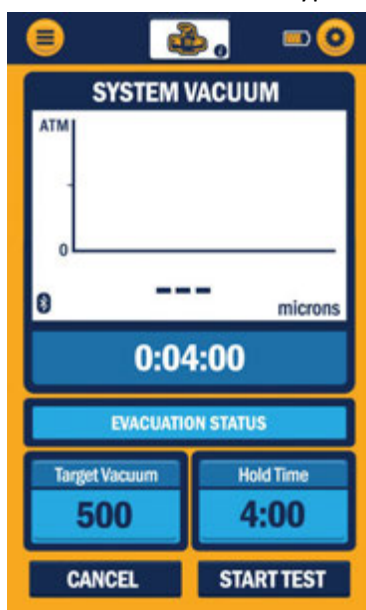 SYSTEM VACUUM
ATM
0
---
microns
0:04:00
EVACUATION STATUS
Target Vacuum
Hold Time
500
4:00
CANCEL
START TEST